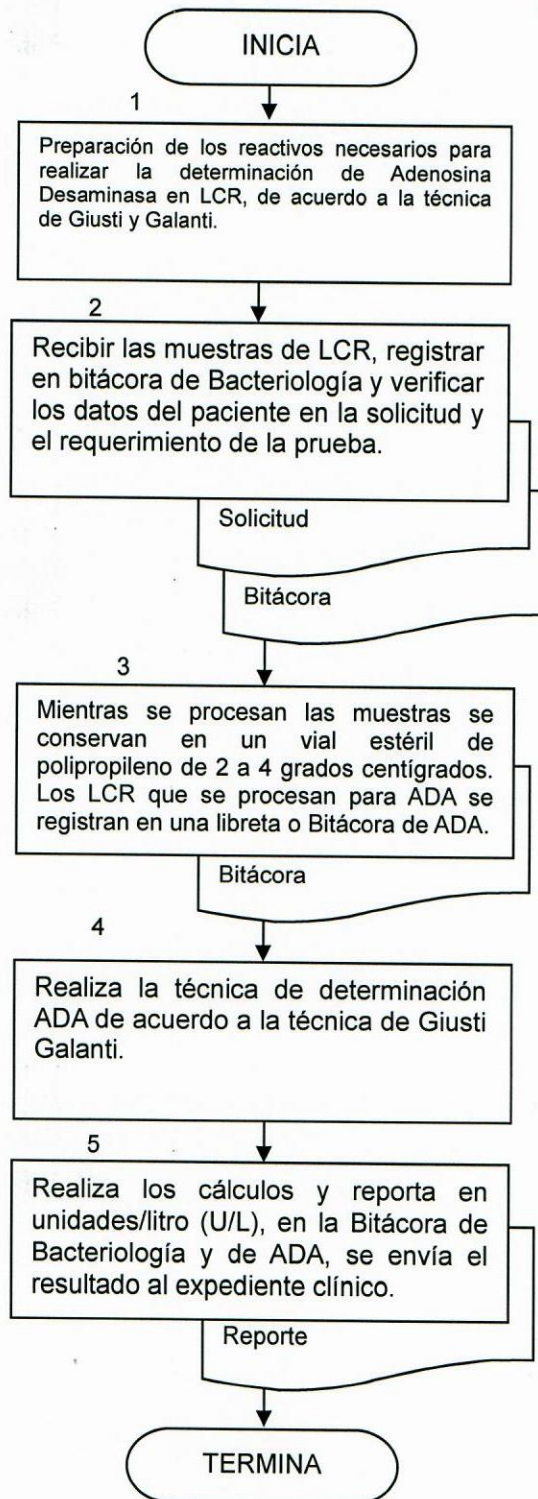 INICIA
1
Preparación de los reactivos necesarios para
realizar la determinación de Adenosina
Desaminasa en LCR, de acuerdo a la técnica
de Giusti y Galanti.
2
Recibir las muestras de LCR, registrar
en bitácora de Bacteriología y verificar
los datos del paciente en la solicitud y
el requerimiento de la prueba.
Solicitud
Bitácora
3
Mientras se procesan las muestras se
conservan en un vial estéril de
polipropileno de 2 a 4 grados centígrados.
Los LCR que se procesan para ADA se
registran en una libreta o Bitácora de ADA.
Bitácora
4
Realiza la técnica de determinación
ADA de acuerdo a la técnica de Giusti
Galanti.
5
Realiza los cálculos y reporta en
unidades/litro (U/L), en la Bitácora de
Bacteriología y de ADA, se envía el
resultado al expediente clínico.
Reporte
TERMINA